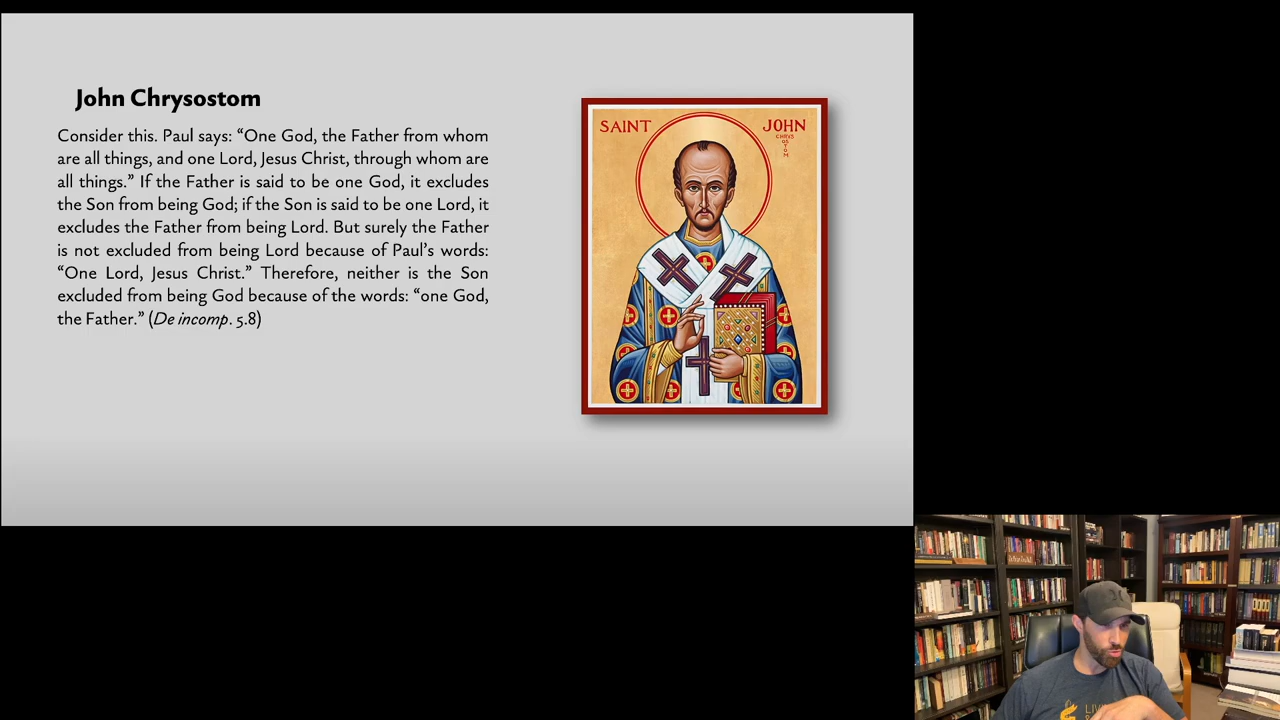 John Chrysostom
Consider this. Paul says: “One God, the Father from whom
are all things, and one Lord, Jesus Christ, through whom are
all things.” If the Father is said to be one God, it excludes
the Son from being God; if the Son is said to be one Lord, it
excludes the Father from being Lord. But surely the Father
is not excluded from being Lord because of Paul’s words:
“One Lord, Jesus Christ.” Therefore, neither is the Son
excluded from being God because of the words: “one God,
the Father.” (De incomp. 5.8)
SAINT
JOHN
CHRYS
OS
T
O
M